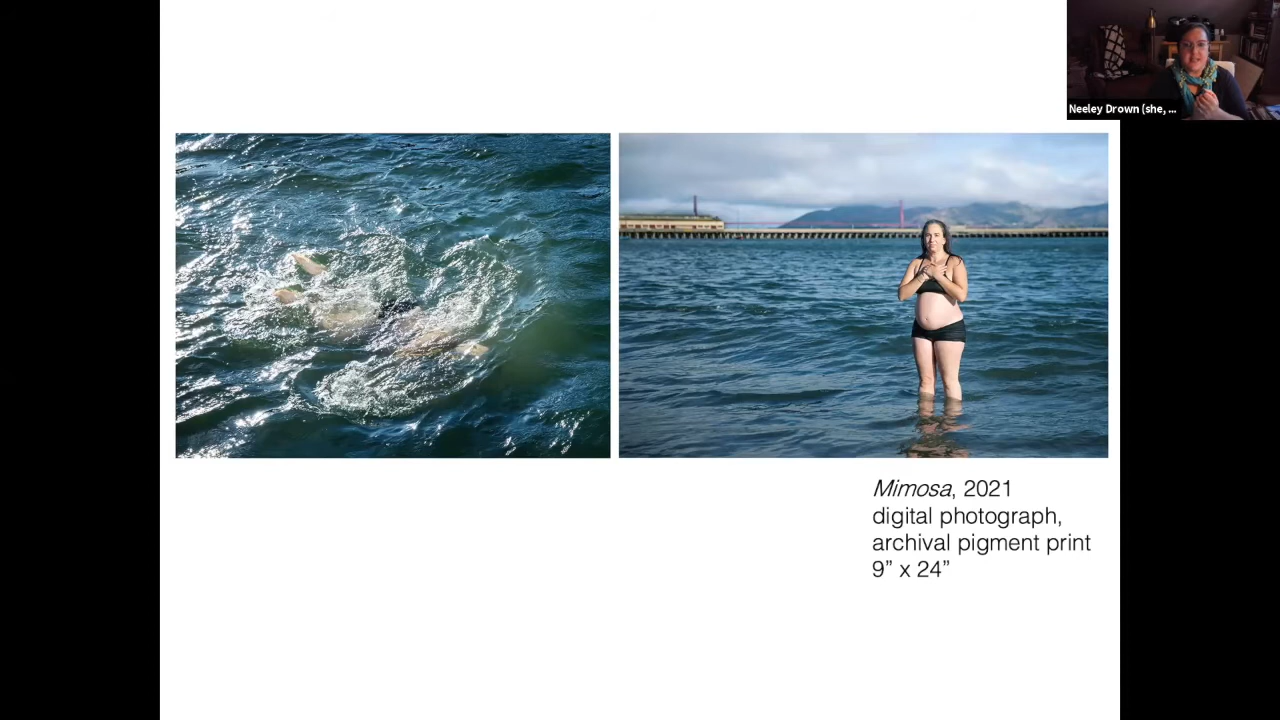 Neeley Drown (she, ...
Mimosa, 2021
digital photograph,
archival pigment print
9” x 24”